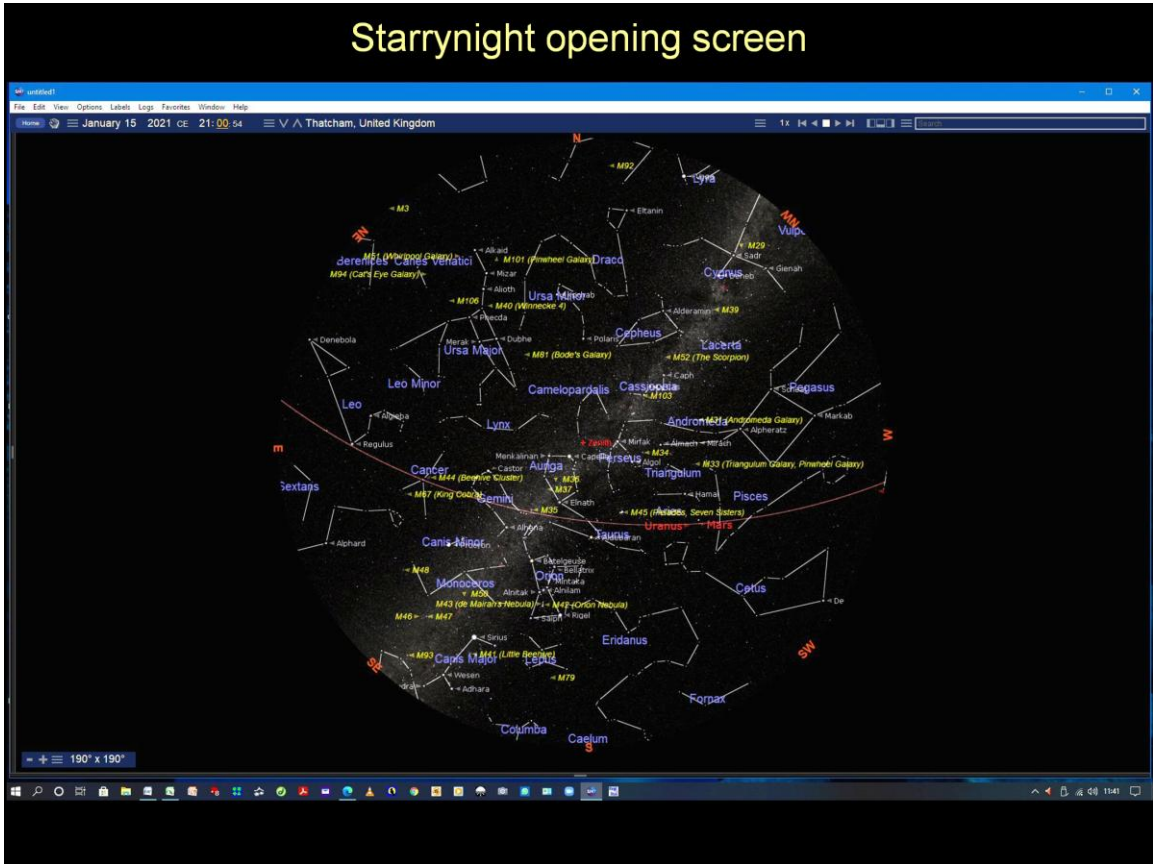 Starrynight opening screen
untitled1
File Edit View Options Labels Logs Favorites Window Help
Home January 15 2021 CE 21:00:54 Thatcham, United Kingdom 1x Search
N
M92
Lyra
M3
Eltanin
NW
NE
Vulpe
M29
M51 (Whirlpool Galaxy)
Alkaid
Sadr
Berenices Canes Venatici
M101 (Pinwheel Galaxy)
Draco
Gienah
M94 (Cat's Eye Galaxy)
Mizar
Cygnus
Deneb
Alioth
Ursa Minor
M106
M40 (Winnecke 4)
Alderamin
M39
Phecda
Cepheus
Denebola
Merak
Dubhe
Polaris
Lacerta
Ursa Major
M81 (Bode's Galaxy)
M52 (The Scorpion)
Caph
Leo Minor
Camelopardalis
Cassiopeia
Pegasus
M103
Leo
Algieba
Lynx
Andromeda
M31 (Andromeda Galaxy)
Markab
Alpheratz
Regulus
Zenith
Mirfak
Almach
Mirach
W
E
Menkalinan
Capella
Perseus
M34
Algol
Cancer
Castor
Auriga
Triangulum
M33 (Triangulum Galaxy, Pinwheel Galaxy)
M44 (Beehive Cluster)
M36
Sextans
M67 (King Cobra)
Gemini
M37
Hamal
Pisces
Elnath
M35
M45 (Pleiades, Seven Sisters)
Alhena
Uranus
Mars
Alphard
Canis Minor
Procyon
Taurus
Aldebaran
Betelgeuse
M48
Bellatrix
Monoceros
Orion
Mintaka
Cetus
M50
Alnitak
Alnilam
M43 (de Mairan's Nebula)
M42 (Orion Nebula)
De
M46
M47
Saiph
Rigel
Sirius
Eridanus
SW
M93
Canis Major
M41 (Little Beehive)
Lepus
SE
Wesen
M79
Adhara
Fornax
Columba
Caelum
S
190° x 190°
11:41